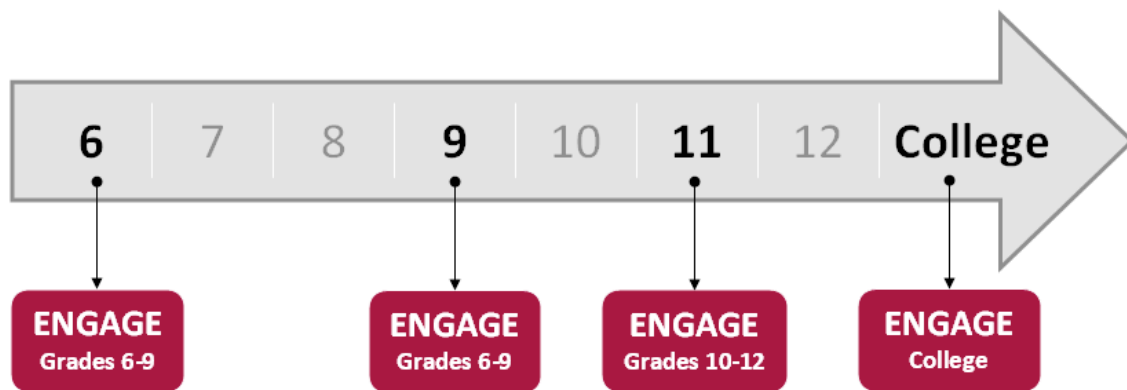 6 7 8 9 10 11 12 College
ENGAGE
Grades 6-9
ENGAGE
Grades 6-9
ENGAGE
Grades 10-12
ENGAGE
College